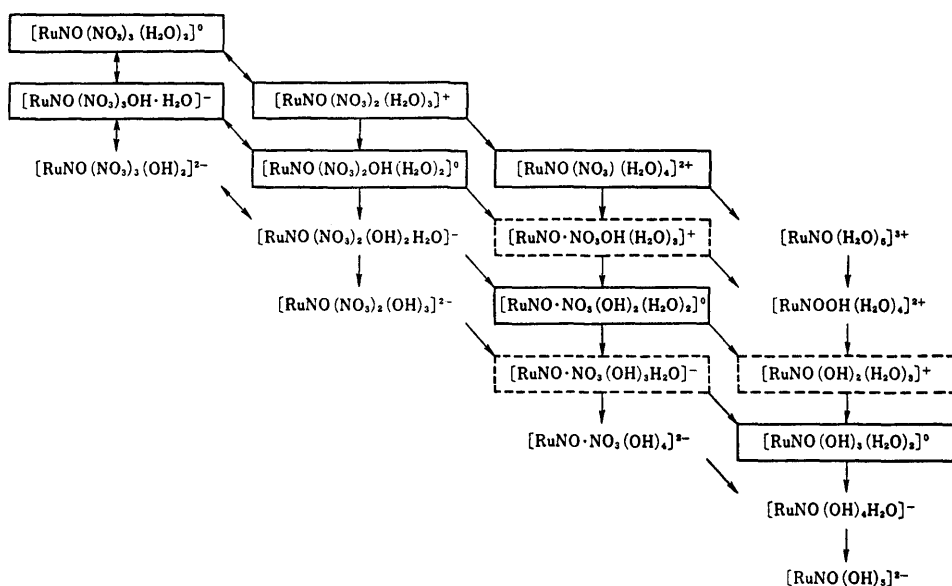 [RuNO(NO₃)₃(H₂O)₂]⁰
[RuNO(NO₃)₃OH·H₂O]⁻
[RuNO(NO₃)₂(H₂O)₃]⁺
[RuNO(NO₃)₃(OH)₂]²⁻
[RuNO(NO₃)₂OH(H₂O)₂]⁰
[RuNO(NO₃)(H₂O)₄]²⁺
[RuNO(NO₃)₂(OH)₂H₂O]⁻
[RuNO·NO₃OH(H₂O)₃]⁺
[RuNO(H₂O)₅]³⁺
[RuNO(NO₃)₂(OH)₃]²⁻
[RuNO·NO₃(OH)₂(H₂O)₂]⁰
[RuNOOH(H₂O)₄]²⁺
[RuNO·NO₃(OH)₃H₂O]⁻
[RuNO(OH)₂(H₂O)₃]⁺
[RuNO·NO₃(OH)₄]²⁻
[RuNO(OH)₃(H₂O)₂]⁰
[RuNO(OH)₄H₂O]⁻
[RuNO(OH)₅]²⁻